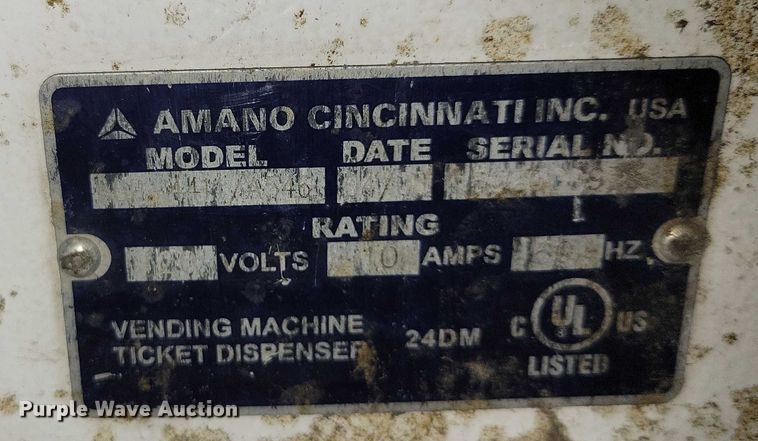 AMANO CINCINNATI INC. USA
MODEL DATE SERIAL NO.
RATING
VOLTS AMPS HZ
VENDING MACHINE 24DM C UL US
TICKET DISPENSER LISTED
Purple Wave Auction